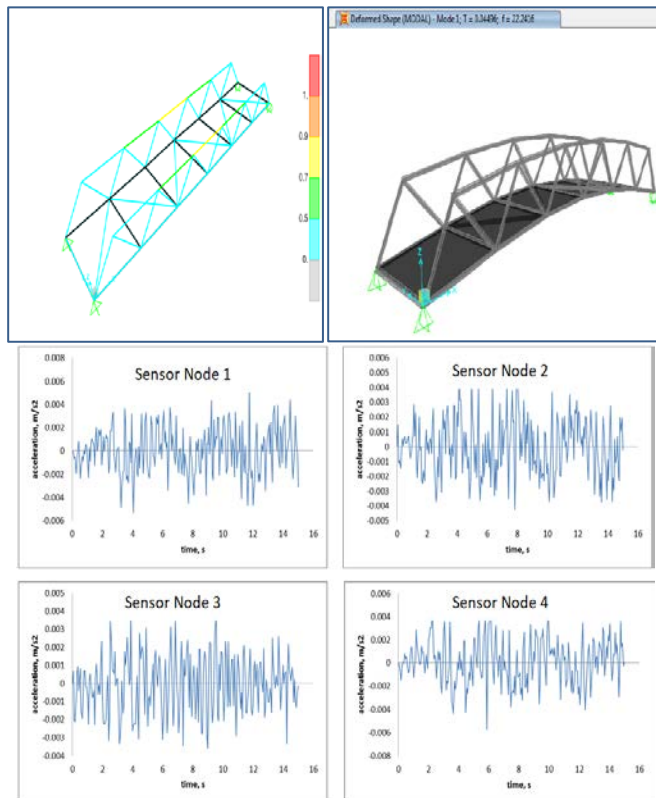 Deformed Shape (MODAL) - Mode 1; T = 0.04496; f = 22.2416
1.
0.9
0.7
0.5
0.
Z
Sensor Node 1
acceleration, m/s2
0.008
0.006
0.004
0.002
0
-0.002
-0.004
-0.006
0 2 4 6 8 10 12 14 16
time, s
Sensor Node 2
acceleration, m/s2
0.006
0.005
0.004
0.003
0.002
0.001
0
-0.001
-0.002
-0.003
-0.004
-0.005
0 2 4 6 8 10 12 14 16
time, s
Sensor Node 3
acceleration, m/s2
0.005
0.004
0.003
0.002
0.001
0
-0.001
-0.002
-0.003
-0.004
0 2 4 6 8 10 12 14 16
time, s
Sensor Node 4
acceleration, m/s2
0.006
0.004
0.002
0
-0.002
-0.004
-0.006
-0.008
0 2 4 6 8 10 12 14 16
time, s